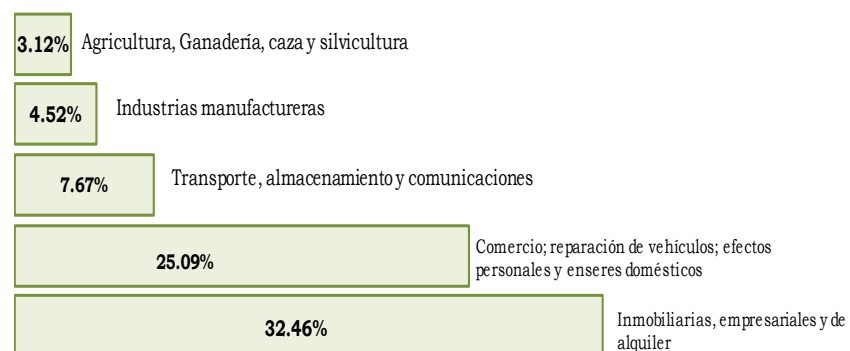 3.12% Agricultura, Ganadería, caza y silvicultura
4.52% Industrias manufactureras
7.67% Transporte, almacenamiento y comunicaciones
25.09% Comercio; reparación de vehículos; efectos
personales y enseres domésticos
32.46% Inmobiliarias, empresariales y de
alquiler